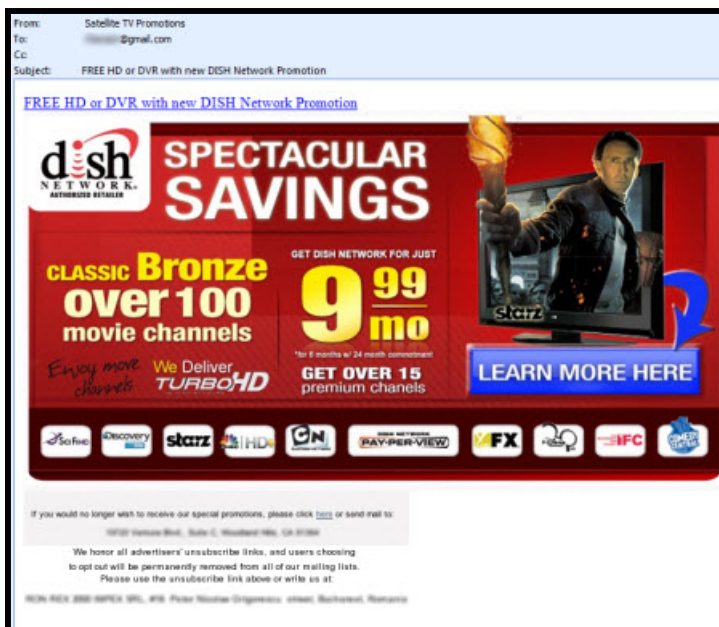 From: Satellite TV Promotions
To: @gmail.com
Cc:
Subject: FREE HD or DVR with new DISH Network Promotion
FREE HD or DVR with new DISH Network Promotion
dish
NETWORK.
AUTHORIZED RETAILER
SPECTACULAR
SAVINGS
CLASSIC Bronze
over 100
movie channels
Enjoy more
channels
We Deliver
TURBOHD
GET DISH NETWORK FOR JUST
9 99
mo
*for 6 months w/ 24 month commitment
GET OVER 15
premium chanels
starz
LEARN MORE HERE
Discovery
starz
HD
CN
DISH NETWORK
PAY-PER-VIEW
FX
IFC
COMEDY
CENTRAL
If you would no longer wish to receive our special promotions, please click here or send mail to:
We honor all advertisers' unsubscribe links, and users choosing
to opt out will be permanently removed from all of our mailing lists.
Please use the unsubscribe link above or write us at: